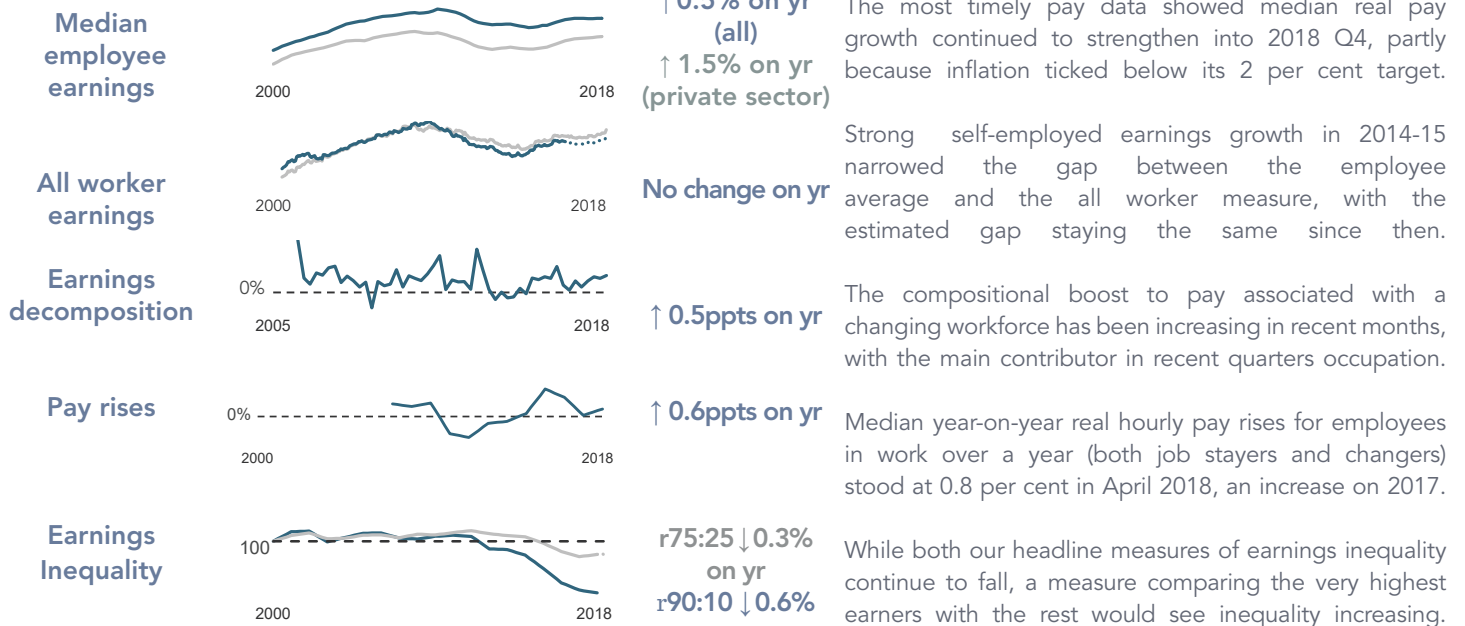 Median
employee
earnings
2000
2018
↑ 0.5% on yr
(all)
↑ 1.5% on yr
(private sector)
The most timely pay data showed median real pay
growth continued to strengthen into 2018 Q4, partly
because inflation ticked below its 2 per cent target.
All worker
earnings
2000
2018
No change on yr
Strong self-employed earnings growth in 2014-15
narrowed the gap between the employee
average and the all worker measure, with the
estimated gap staying the same since then.
Earnings
decomposition
0%
2005
2018
↑ 0.5ppts on yr
The compositional boost to pay associated with a
changing workforce has been increasing in recent months,
with the main contributor in recent quarters occupation.
Pay rises
0%
2000
2018
↑ 0.6ppts on yr
Median year-on-year real hourly pay rises for employees
in work over a year (both job stayers and changers)
stood at 0.8 per cent in April 2018, an increase on 2017.
Earnings
Inequality
100
2000
2018
r75:25 ↓0.3%
on yr
r90:10 ↓0.6%
While both our headline measures of earnings inequality
continue to fall, a measure comparing the very highest
earners with the rest would see inequality increasing.